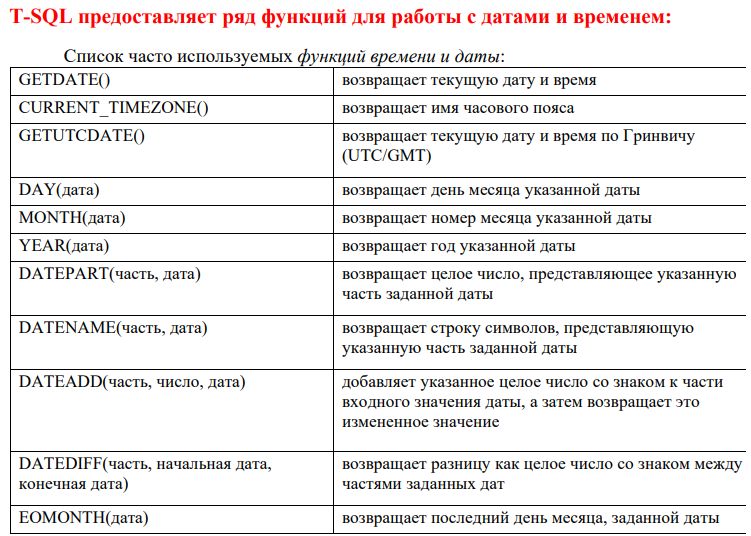 T-SQL предоставляет ряд функций для работы с датами и временем:
Список часто используемых функций времени и даты:
GETDATE() возвращает текущую дату и время
CURRENT_TIMEZONE() возвращает имя часового пояса
GETUTCDATE() возвращает текущую дату и время по Гринвичу
(UTC/GMT)
DAY(дата) возвращает день месяца указанной даты
MONTH(дата) возвращает номер месяца указанной даты
YEAR(дата) возвращает год указанной даты
DATEPART(часть, дата) возвращает целое число, представляющее указанную
часть заданной даты
DATENAME(часть, дата) возвращает строку символов, представляющую
указанную часть заданной даты
DATEADD(часть, число, дата) добавляет указанное целое число со знаком к части
входного значения даты, а затем возвращает это
измененное значение
DATEDIFF(часть, начальная дата, возвращает разницу как целое число со знаком между
конечная дата) частями заданных дат
EOMONTH(дата) возвращает последний день месяца, заданной даты